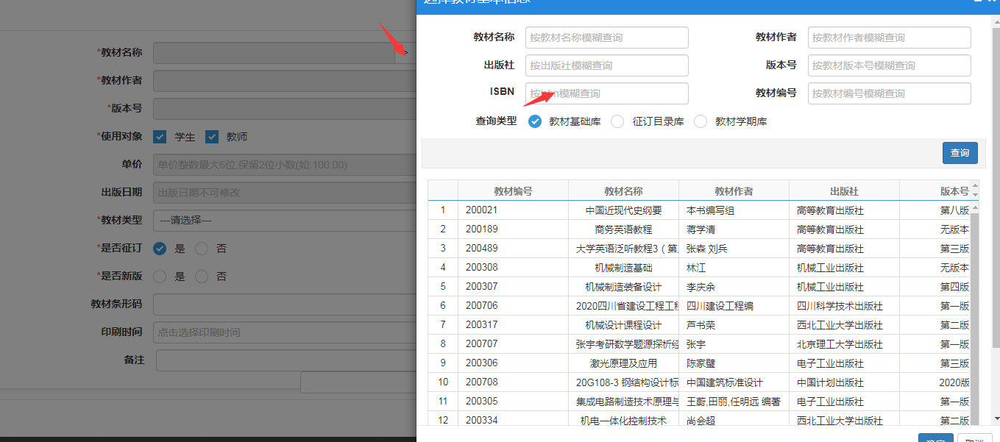 选择教材基本信息
*教材名称
>
*教材作者
*版本号
*使用对象 学生 教师
单价 单价整数最大6位,保留2位小数(如:100.00)
出版日期 出版日期不可修改
*教材类型 ---请选择---
*是否征订 是 否
*是否新版 是 否
教材条形码
印刷时间 点击选择印刷时间
备注
教材名称 按教材名称模糊查询 教材作者 按教材作者模糊查询
出版社 按出版社模糊查询 版本号 按教材版本号模糊查询
ISBN 按isbn模糊查询 教材编号 按教材编号模糊查询
查询类型 教材基础库 征订目录库 教材学期库
查询
教材编号 教材名称 教材作者 出版社 版本号
1 200021 中国近现代史纲要 本书编写组 高等教育出版社 第八版
2 200189 商务英语教程 蒋学清 高等教育出版社 无版本
3 200489 大学英语泛听教程3（第 张森 刘兵 高等教育出版社 第三版
4 200308 机械制造基础 林江 机械工业出版社 无版本
5 200307 机械制造装备设计 李庆余 机械工业出版社 第四版
6 200706 2020四川省建设工程工程 四川建设工程编 四川科学技术出版社 第一版
7 200317 机械设计课程设计 芦书荣 西北工业大学出版社 第二版
8 200707 张宇考研数学题源探析经 张宇 北京理工大学出版社 第一版
9 200306 激光原理及应用 陈家璧 电子工业出版社 第三版
10 200708 20G108-3 钢结构设计标 中国建筑标准设计 中国计划出版社 2020版
11 200305 集成电路制造技术原理与 王蔚,田丽,任明远 编著 电子工业出版社 第一版
12 200334 机电一体化控制技术 尚会超 西北工业大学出版社 第二版
确定 取消